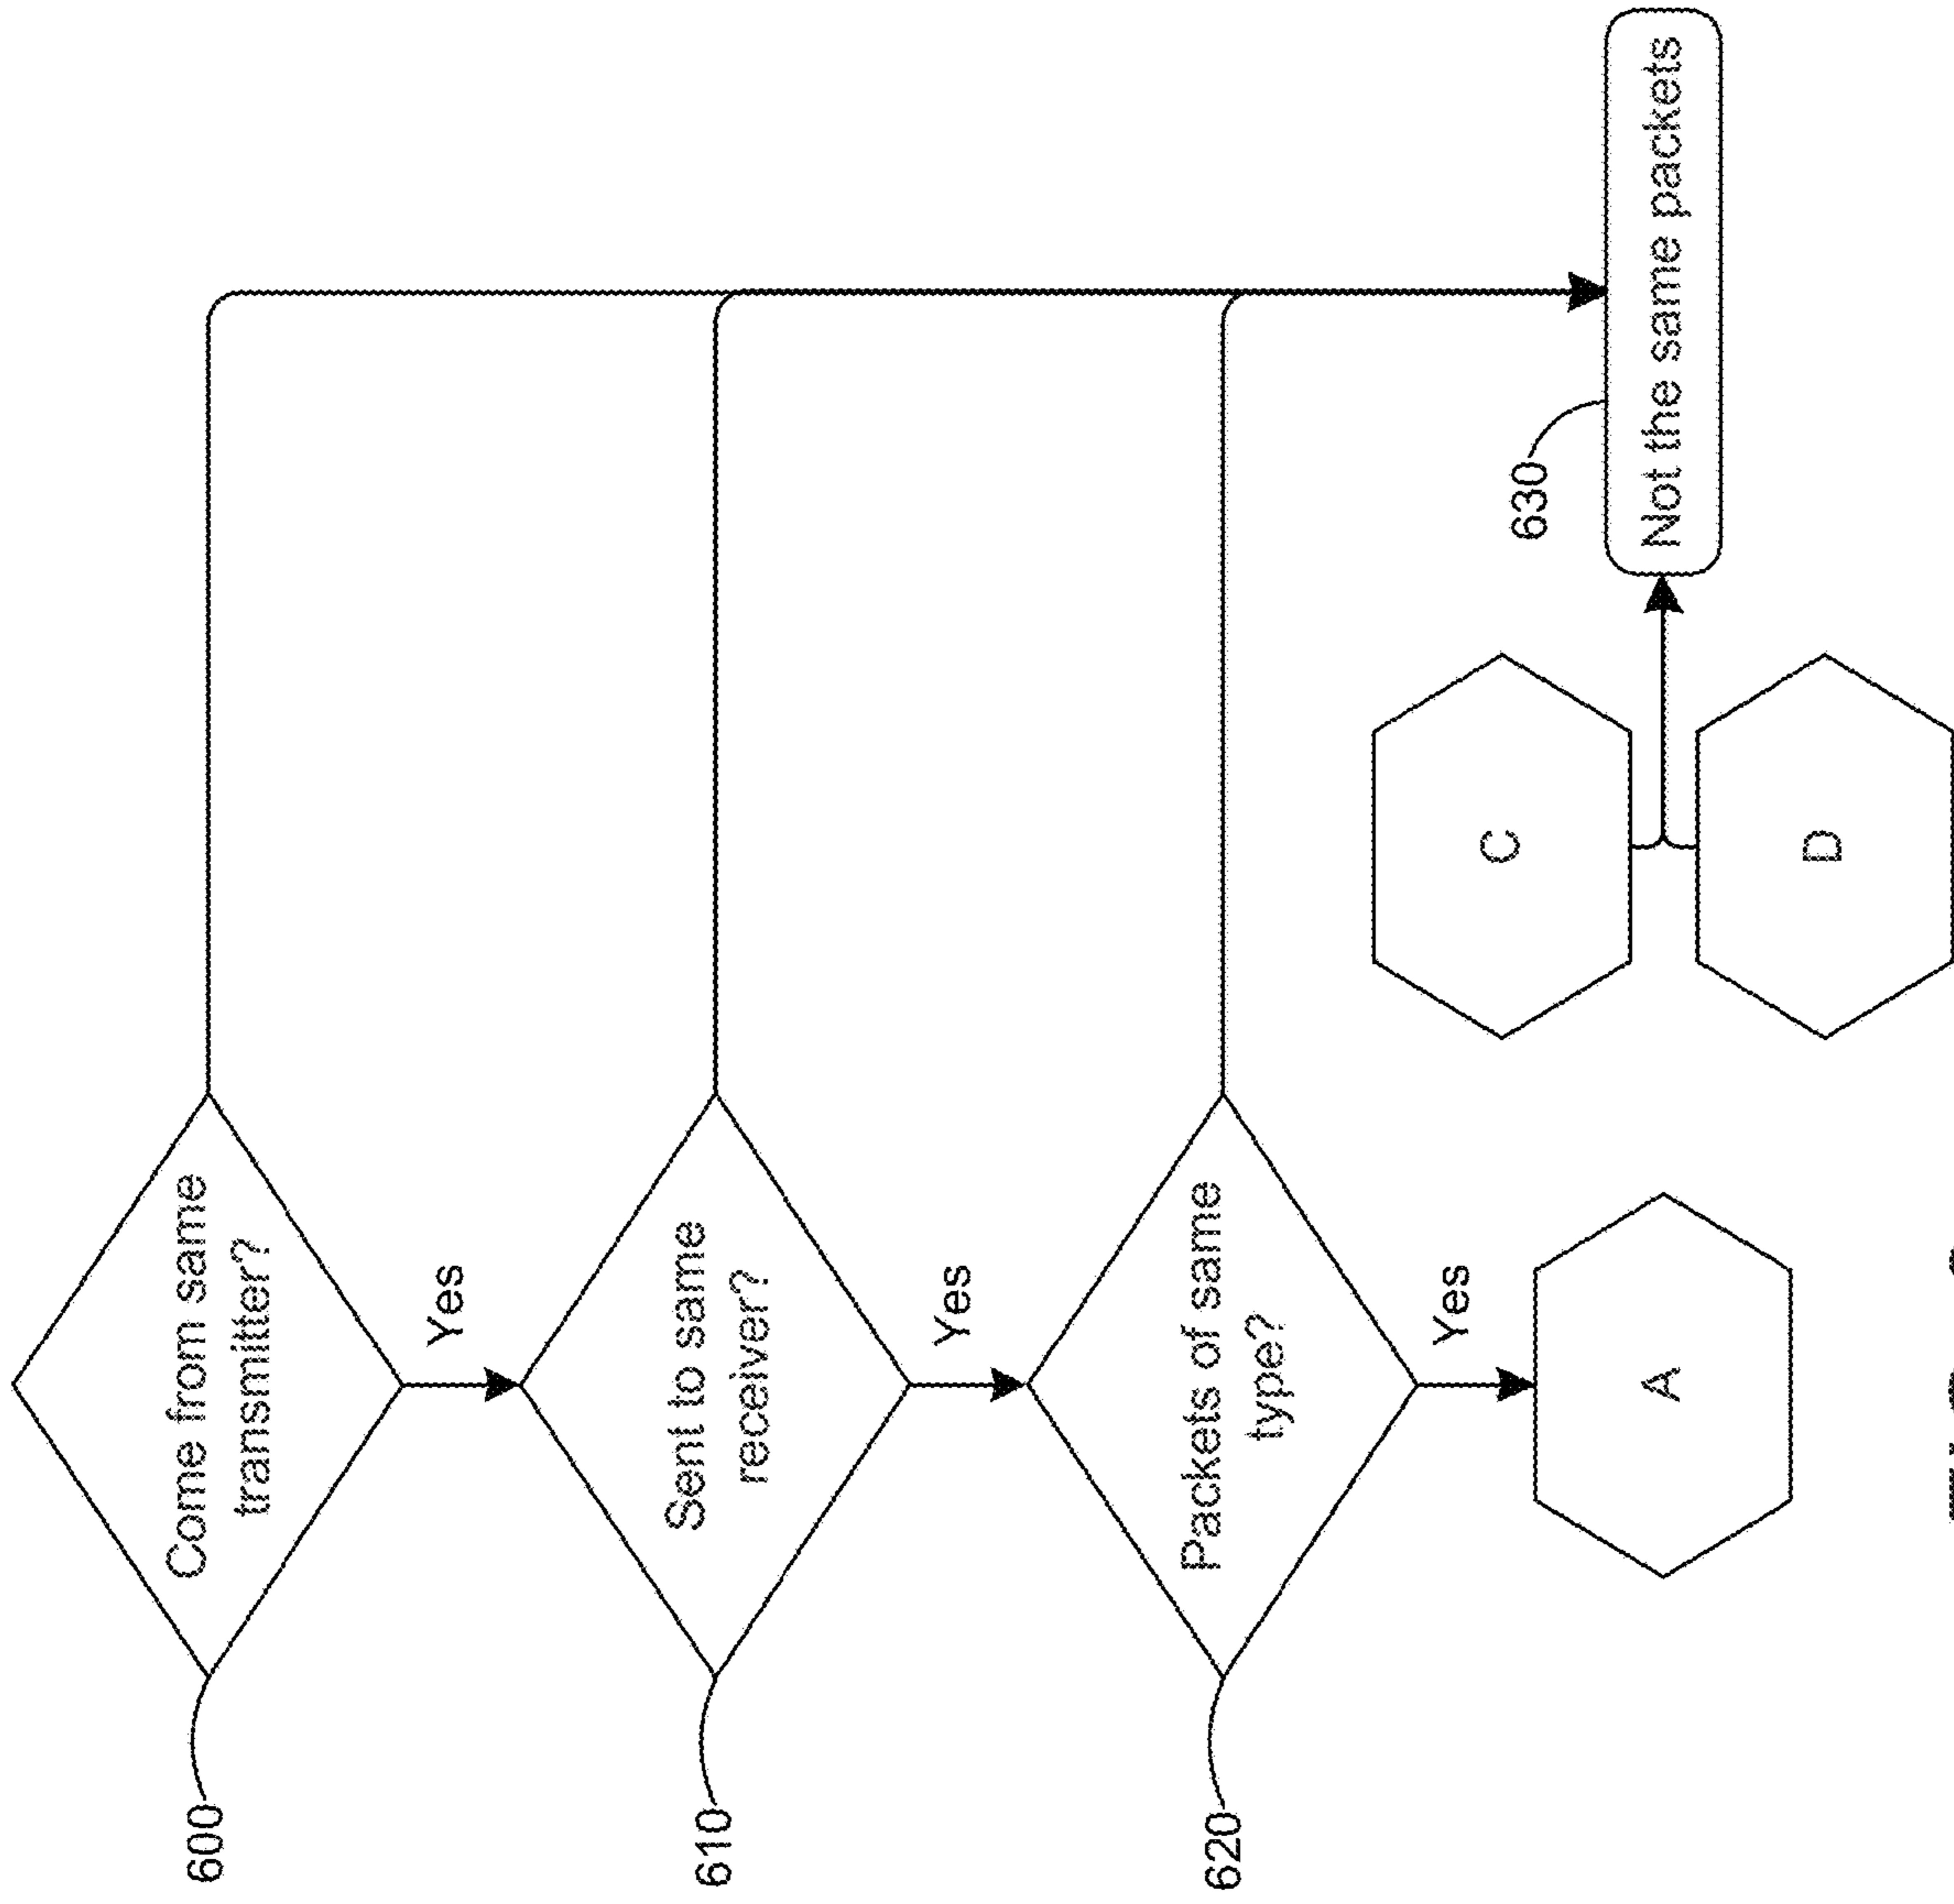 600
Come from same
transmitter?
Yes
610
Sent to same
receiver?
Yes
620
Packets of same
type?
Yes
A
C
D
630
Not the same packets